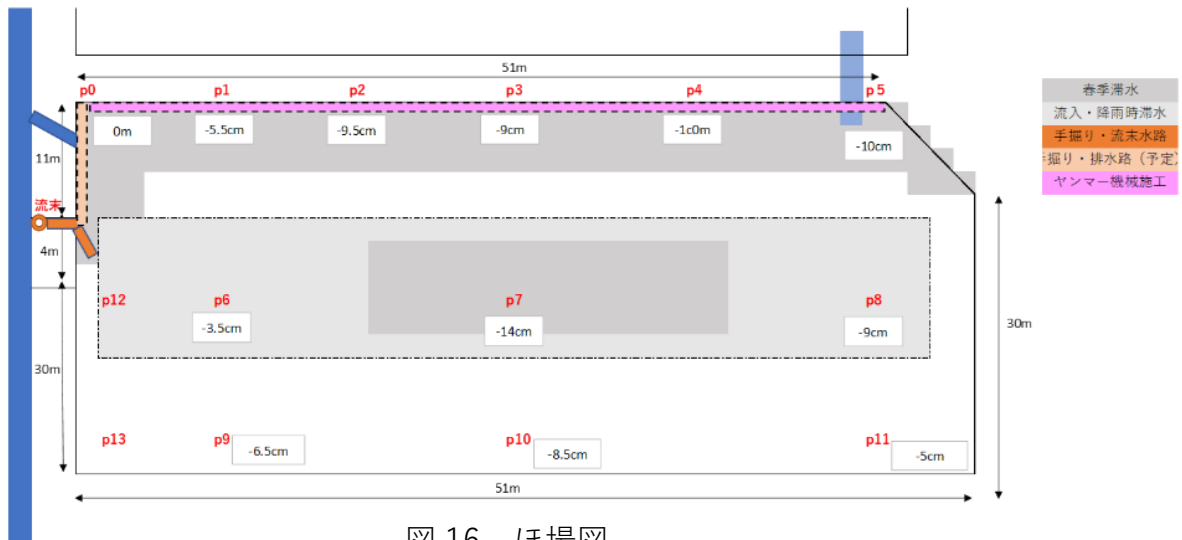 51m
p0 p1 p2 p3 p4 p5
0m -5.5cm -9.5cm -9cm -1c0m -10cm
11m
流末
4m
p12 p6 p7 p8
-3.5cm -14cm -9cm
30m
30m
p13 p9 p10 p11
-6.5cm -8.5cm -5cm
51m
春季滞水
流入・降雨時滞水
手掘り・流末水路
手掘り・排水路（予定）
ヤンマー機械施工
図 16 ほ場図